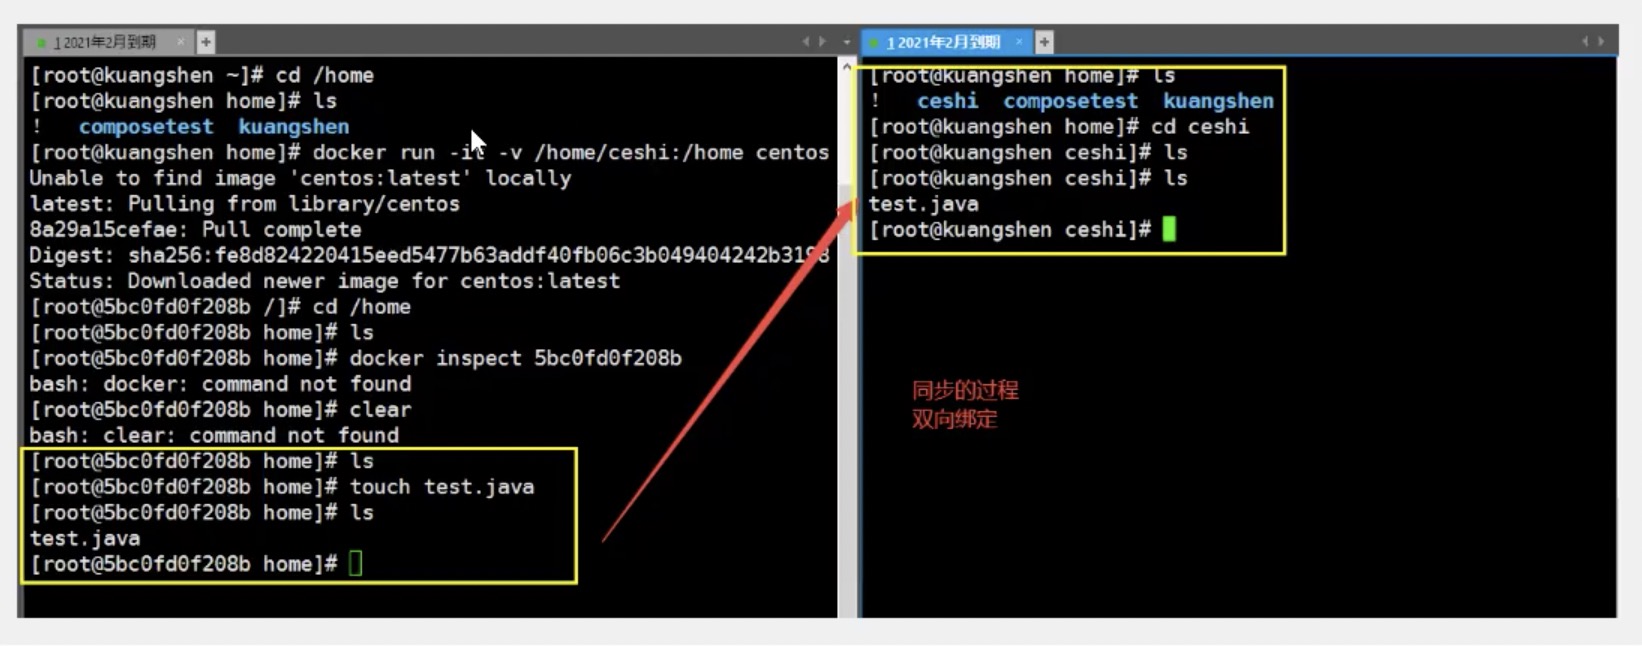 1 2021年2月到期 × +
[root@kuangshen ~]# cd /home
[root@kuangshen home]# ls
!   composetest  kuangshen
[root@kuangshen home]# docker run -it -v /home/ceshi:/home centos
Unable to find image 'centos:latest' locally
latest: Pulling from library/centos
8a29a15cefae: Pull complete
Digest: sha256:fe8d824220415eed5477b63addf40fb06c3b049404242b31
Status: Downloaded newer image for centos:latest
[root@5bc0fd0f208b /]# cd /home
[root@5bc0fd0f208b home]# ls
[root@5bc0fd0f208b home]# docker inspect 5bc0fd0f208b
bash: docker: command not found
[root@5bc0fd0f208b home]# clear
bash: clear: command not found
[root@5bc0fd0f208b home]# ls
[root@5bc0fd0f208b home]# touch test.java
[root@5bc0fd0f208b home]# ls
test.java
[root@5bc0fd0f208b home]#
1 2021年2月到期 × +
[root@kuangshen home]# ls
!   ceshi  composetest  kuangshen
[root@kuangshen home]# cd ceshi
[root@kuangshen ceshi]# ls
[root@kuangshen ceshi]# ls
test.java
[root@kuangshen ceshi]#
同步的过程
双向绑定